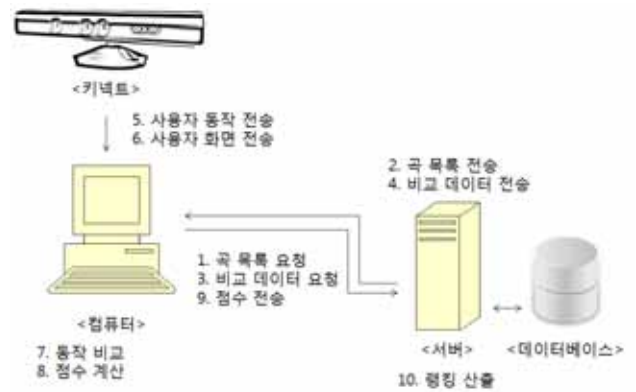 <키넥트>
5. 사용자 동작 전송
6. 사용자 화면 전송
2. 곡 목록 전송
4. 비교 데이터 전송
1. 곡 목록 요청
3. 비교 데이터 요청
9. 점수 전송
<컴퓨터>
<서버>
<데이터베이스>
7. 동작 비교
8. 점수 계산
10. 랭킹 산출